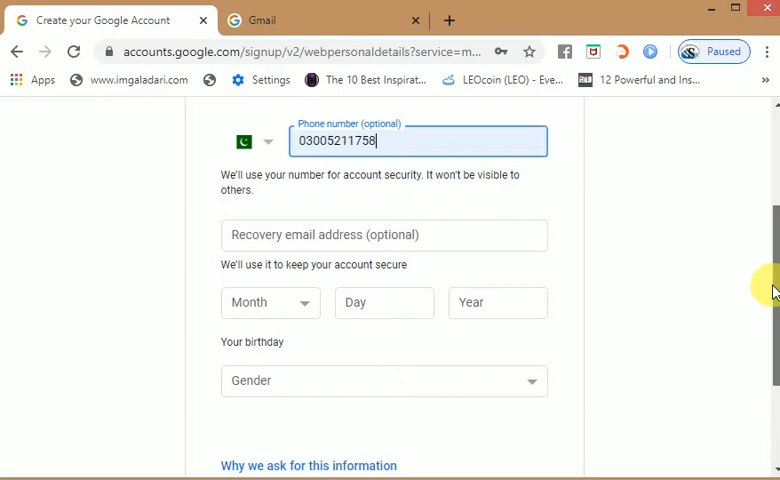 Create your Google Account
Gmail
accounts.google.com/signup/v2/webpersonaldetails?service=m...
Paused
Apps
www.imgaladari.com
Settings
The 10 Best Inspirat...
LEOcoin (LEO) - Eve...
12 Powerful and Ins...
Phone number (optional)
03005211758
We'll use your number for account security. It won't be visible to
others.
Recovery email address (optional)
We'll use it to keep your account secure
Month
Day
Year
Your birthday
Gender
Why we ask for this information